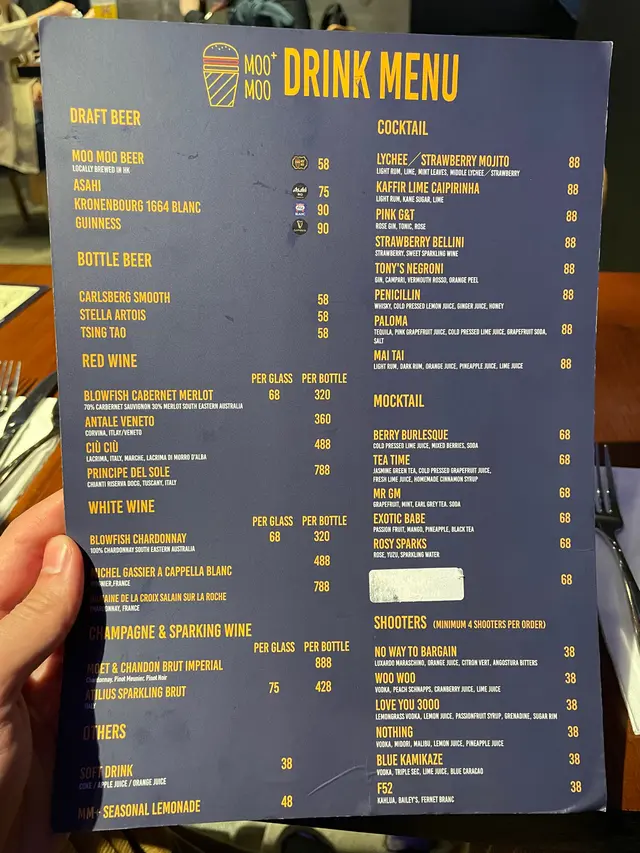 MOO+
MOO
DRINK MENU
DRAFT BEER
MOO MOO BEER 58
LOCALLY BREWED IN HK
ASAHI 75
KRONENBOURG 1664 BLANC 90
GUINNESS 90
BOTTLE BEER
CARLSBERG SMOOTH 58
STELLA ARTOIS 58
TSING TAO 58
RED WINE
PER GLASS PER BOTTLE
BLOWFISH CABERNET MERLOT 68 320
70% CARBERNET SAUVIGNON 30% MERLOT SOUTH EASTERN AUSTRALIA
ANTALE VENETO 360
CORVINA, ITLAY/VENETO
CIÙ CIÙ 488
LACRIMA, ITALY, MARCHE, LACRIMA DI MORRO D'ALBA
PRINCIPE DEL SOLE 788
CHIANTI RISERVA DOCO, TUSCANY, ITALY
WHITE WINE
PER GLASS PER BOTTLE
BLOWFISH CHARDONNAY 68 320
100% CHARDONNAY SOUTH EASTERN AUSTRALIA
MICHEL GASSIER A CAPPELLA BLANC 488
FRANCE
DE LA CROIX SALAIN SUR LA ROCHE 788
FRANCE
CHAMPAGNE & SPARKING WINE
PER GLASS PER BOTTLE
MOET & CHANDON BRUT IMPERIAL 888
Chardonnay, Pinot Meunier, Pinot Noir
ATILIUS SPARKLING BRUT 75 428
ITALY
OTHERS
SOFT DRINK 38
COKE / APPLE JUICE / ORANGE JUICE
MM+ SEASONAL LEMONADE 48
COCKTAIL
LYCHEE／STRAWBERRY MOJITO 88
LIGHT RUM, LIME, MINT LEAVES, MIDDLE LYCHEE／STRAWBERRY
KAFFIR LIME CAIPIRINHA 88
LIGHT RUM, KANE SUGAR, LIME
PINK G&T 88
ROSE GIN, TONIC, ROSE
STRAWBERRY BELLINI 88
STRAWBERRY, SWEET SPARKLING WINE
TONY'S NEGRONI 88
GIN, CAMPARI, VERMOUTH ROSSO, ORANGE PEEL
PENICILLIN 88
WHISKY, COLD PRESSED LEMON JUICE, GINGER JUICE, HONEY
PALOMA 88
TEQUILA, PINK GRAPEFRUIT JUICE, COLD PRESSED LIME JUICE, GRAPEFRUIT SODA,
SALT
MAI TAI 88
LIGHT RUM, DARK RUM, ORANGE JUICE, PINEAPPLE JUICE, LIME JUICE
MOCKTAIL
BERRY BURLESQUE 68
COLD PRESSED LIME JUICE, MIXED BERRIES, SODA
TEA TIME 68
JASMINE GREEN TEA, COLD PRESSED GRAPEFRUIT JUICE,
FRESH LIME JUICE, HOMEMADE CINNAMON SYRUP
MR GM 68
GRAPEFRUIT, MINT, EARL GREY TEA. SODA
EXOTIC BABE 68
PASSION FRUIT, MANGO, PINEAPPLE, BLACK TEA
ROSY SPARKS 68
ROSE, YUZU, SPARKLING WATER
68
SHOOTERS (MINIMUM 4 SHOOTERS PER ORDER)
NO WAY TO BARGAIN 38
LUXARDO MARASCHINO, ORANGE JUICE, CITRON VERT, ANGOSTURA BITTERS
WOO WOO 38
VODKA, PEACH SCHNAPPS, CRANBERRY JUICE, LIME JUICE
LOVE YOU 3000 38
LEMONGRASS VODKA, LEMON JUICE, PASSIONFRUIT SYRUP, GRENADINE, SUGAR RIM
NOTHING 38
VODKA, MIDORI, MALIBU, LEMON JUICE, PINEAPPLE JUICE
BLUE KAMIKAZE 38
VODKA, TRIPLE SEC, LIME JUICE, BLUE CARACAO
F52 38
KAHLUA, BAILEY'S, FERNET BRANC